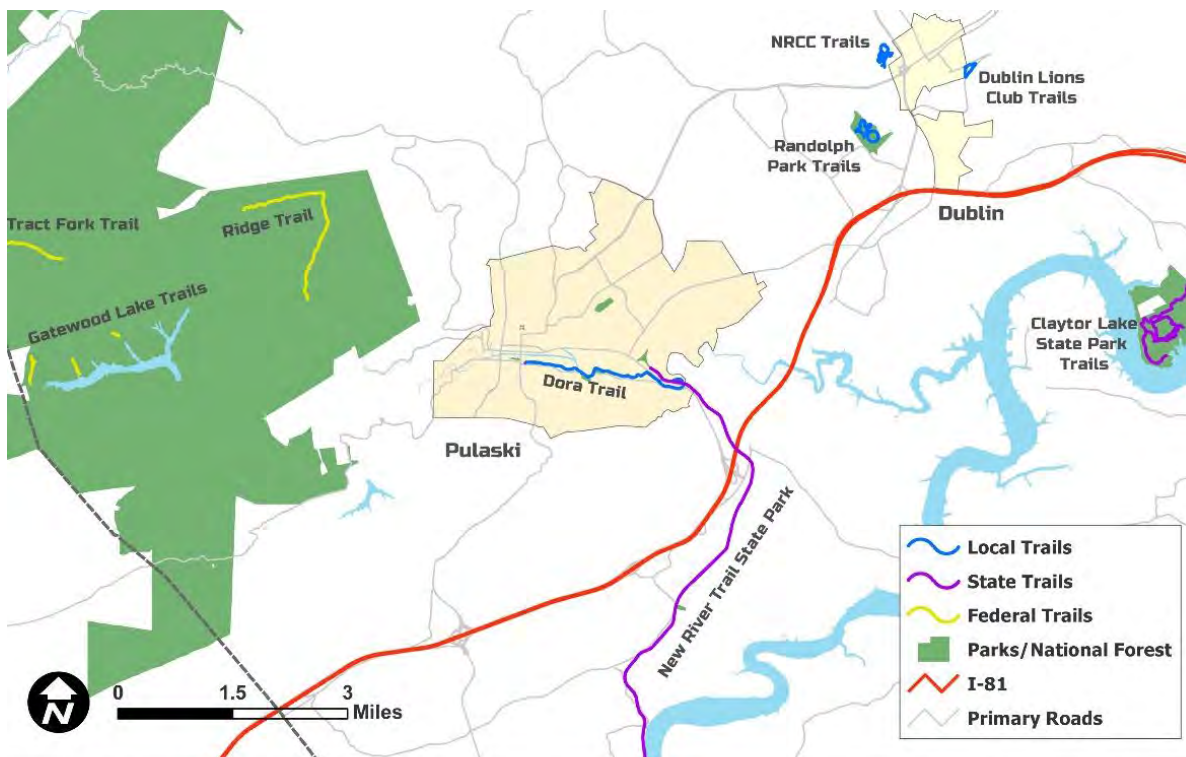 NRCC Trails
Dublin Lions
Club Trails
Randolph
Park Trails
Dublin
Tract Fork Trail
Ridge Trail
Gatewood Lake Trails
Claytor Lake
State Park
Trails
Dora Trail
Pulaski
New River Trail State Park
Local Trails
State Trails
Federal Trails
Parks/National Forest
I-81
Primary Roads
N
0 1.5 3
Miles